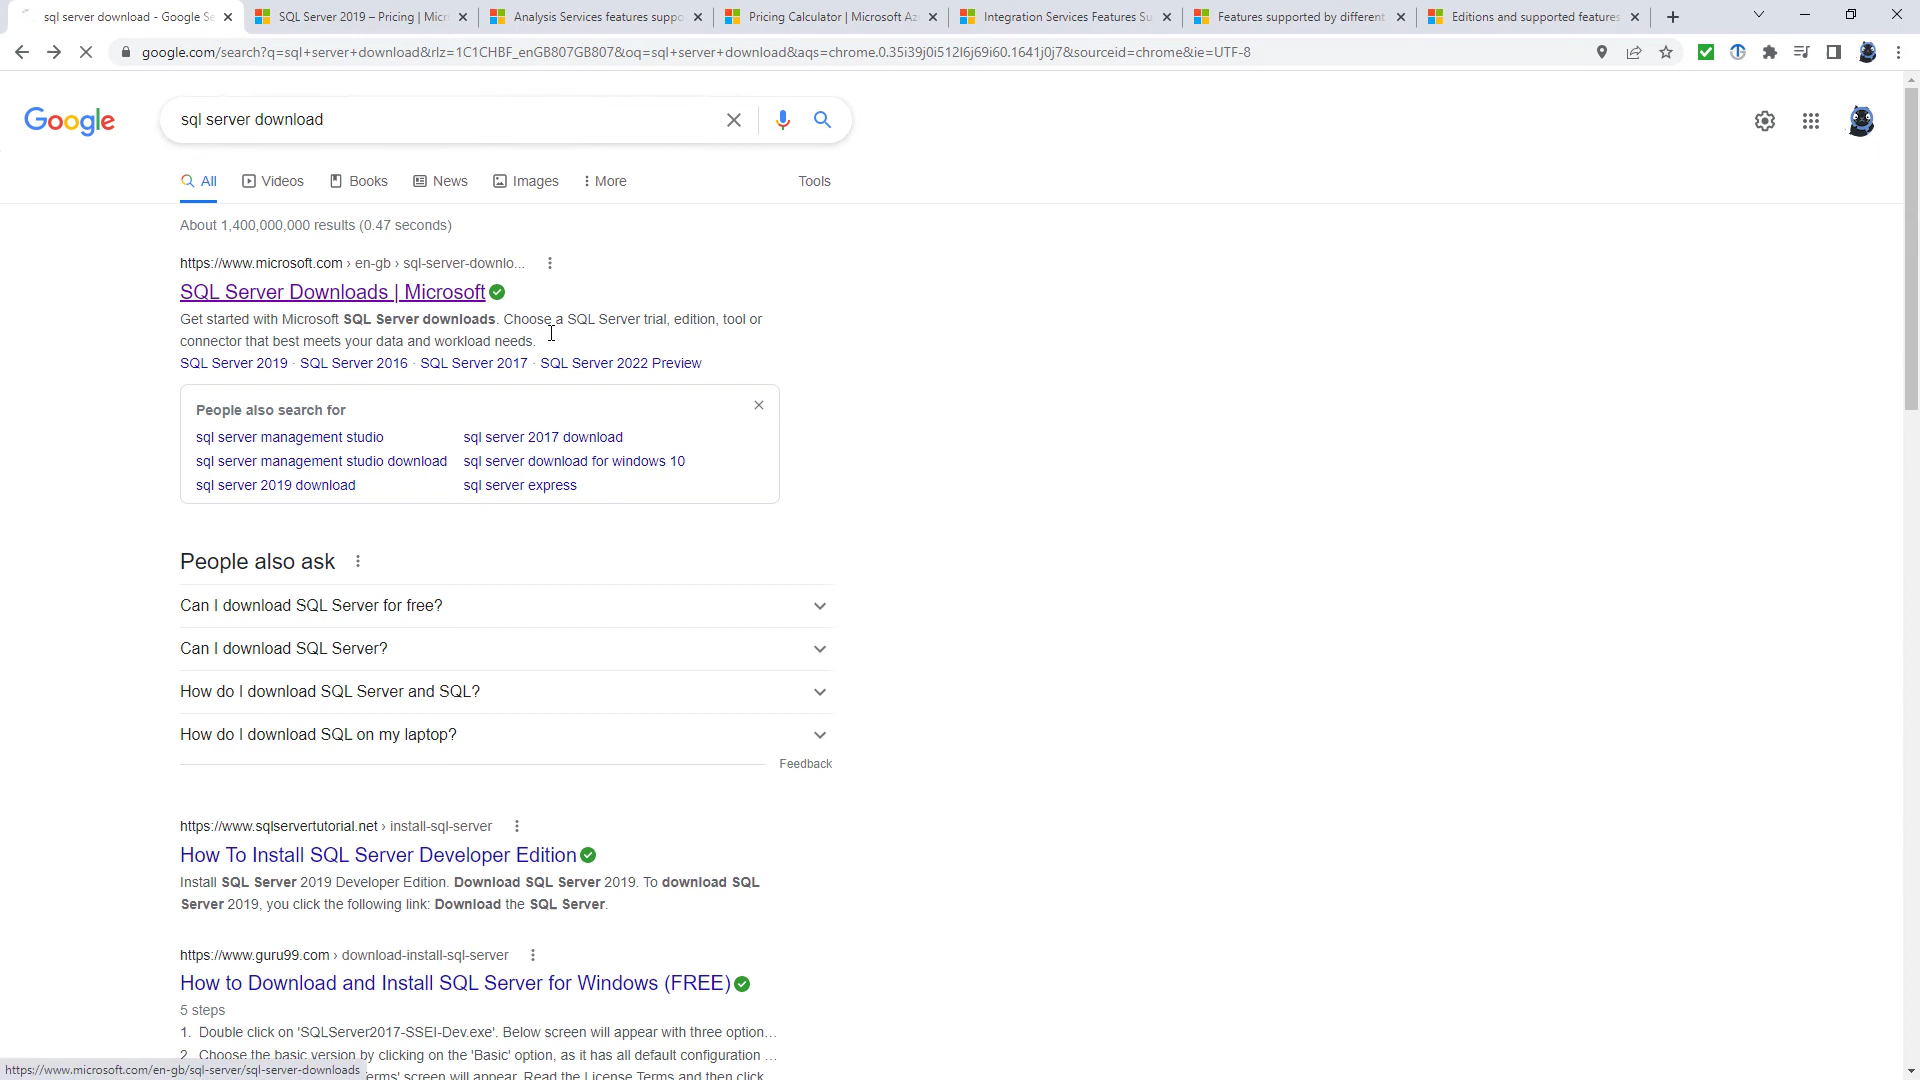 sql server download - Google Se
SQL Server 2019 – Pricing | Micr
Analysis Services features suppo
Pricing Calculator | Microsoft Az
Integration Services Features Su
Features supported by different
Editions and supported features
google.com/search?q=sql+server+download&rlz=1C1CHBF_enGB807GB807&oq=sql+server+download&aqs=chrome.0.35i39j0i512l6j69i60.1641j0j7&sourceid=chrome&ie=UTF-8
Google
sql server download
All
Videos
Books
News
Images
More
Tools
About 1,400,000,000 results (0.47 seconds)
https://www.microsoft.com › en-gb › sql-server-downlo...
SQL Server Downloads | Microsoft
Get started with Microsoft SQL Server downloads. Choose a SQL Server trial, edition, tool or
connector that best meets your data and workload needs.
SQL Server 2019 · SQL Server 2016 · SQL Server 2017 · SQL Server 2022 Preview
People also search for
sql server management studio
sql server 2017 download
sql server management studio download
sql server download for windows 10
sql server 2019 download
sql server express
People also ask
Can I download SQL Server for free?
Can I download SQL Server?
How do I download SQL Server and SQL?
How do I download SQL on my laptop?
Feedback
https://www.sqlservertutorial.net › install-sql-server
How To Install SQL Server Developer Edition
Install SQL Server 2019 Developer Edition. Download SQL Server 2019. To download SQL
Server 2019, you click the following link: Download the SQL Server.
https://www.guru99.com › download-install-sql-server
How to Download and Install SQL Server for Windows (FREE)
5 steps
1. Double click on 'SQLServer2017-SSEI-Dev.exe'. Below screen will appear with three option...
2. Choose the basic version by clicking on the 'Basic' option, as it has all default configuration ...
https://www.microsoft.com/en-gb/sql-server/sql-server-downloads
erms' screen will appear. Read the License Terms and then click